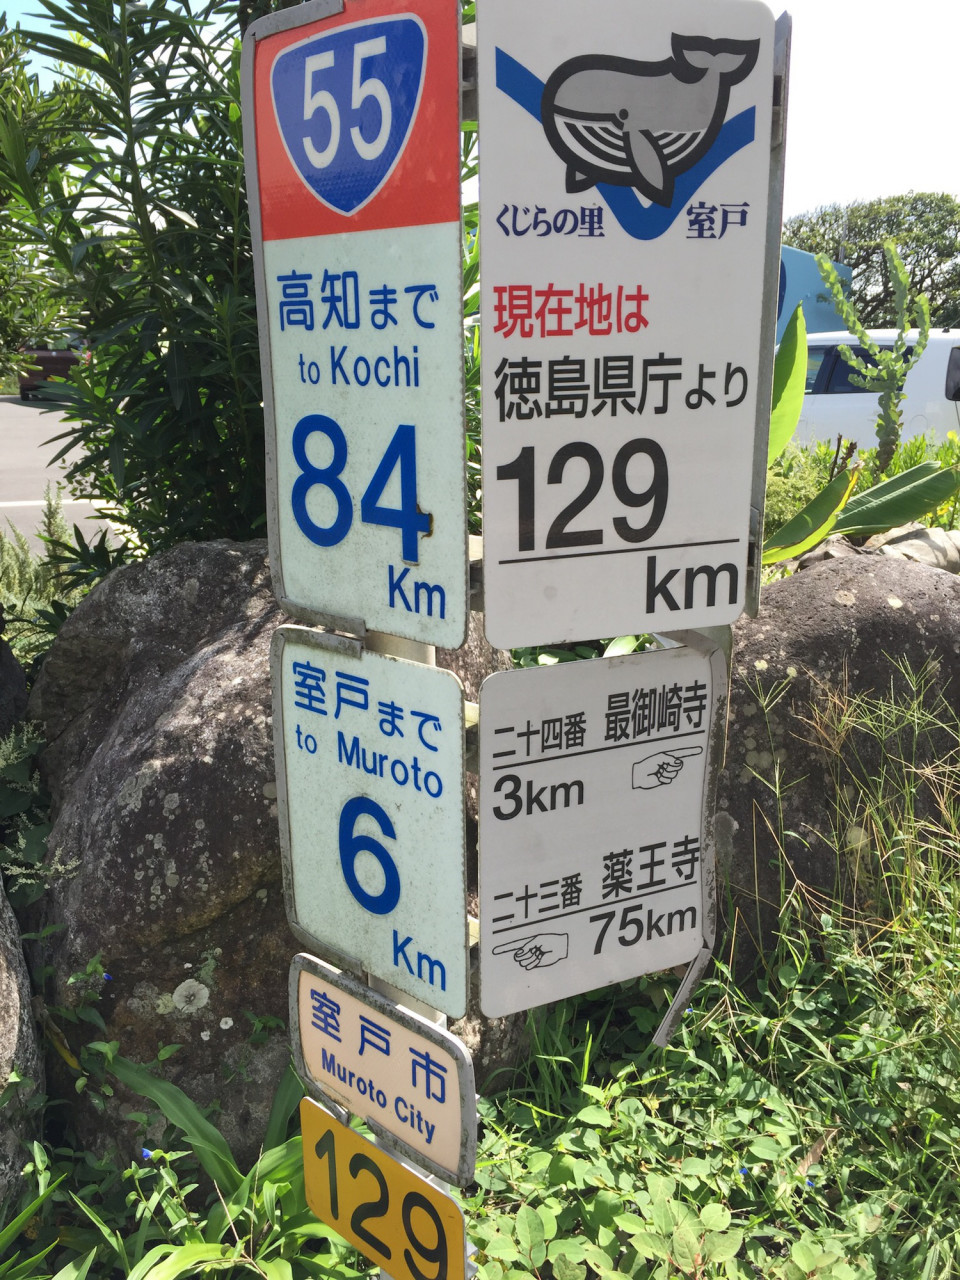 55
高知まで
to Kochi
84
Km
室戸まで
to Muroto
6
Km
室戸市
Muroto City
129
くじらの里 室戸
現在地は
徳島県庁より
129
km
二十四番 最御崎寺
3km
二十三番 薬王寺
75km